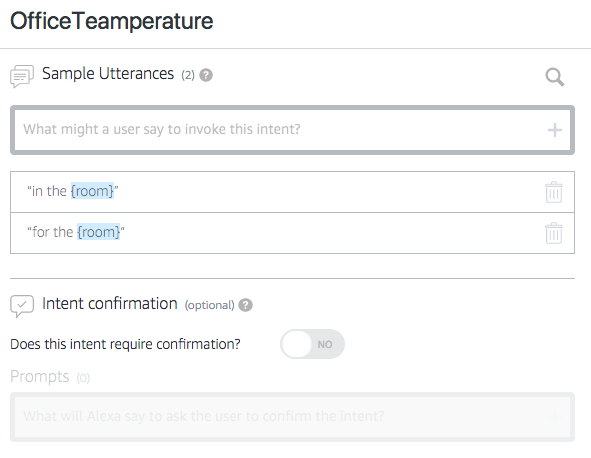 OfficeTeamperature
Sample Utterances (2) ?
What might a user say to invoke this intent? +
“in the {room}”
“for the {room}”
Intent confirmation (optional) ?
Does this intent require confirmation? NO
Prompts (0)
What will Alexa say to ask the user to confirm the intent?